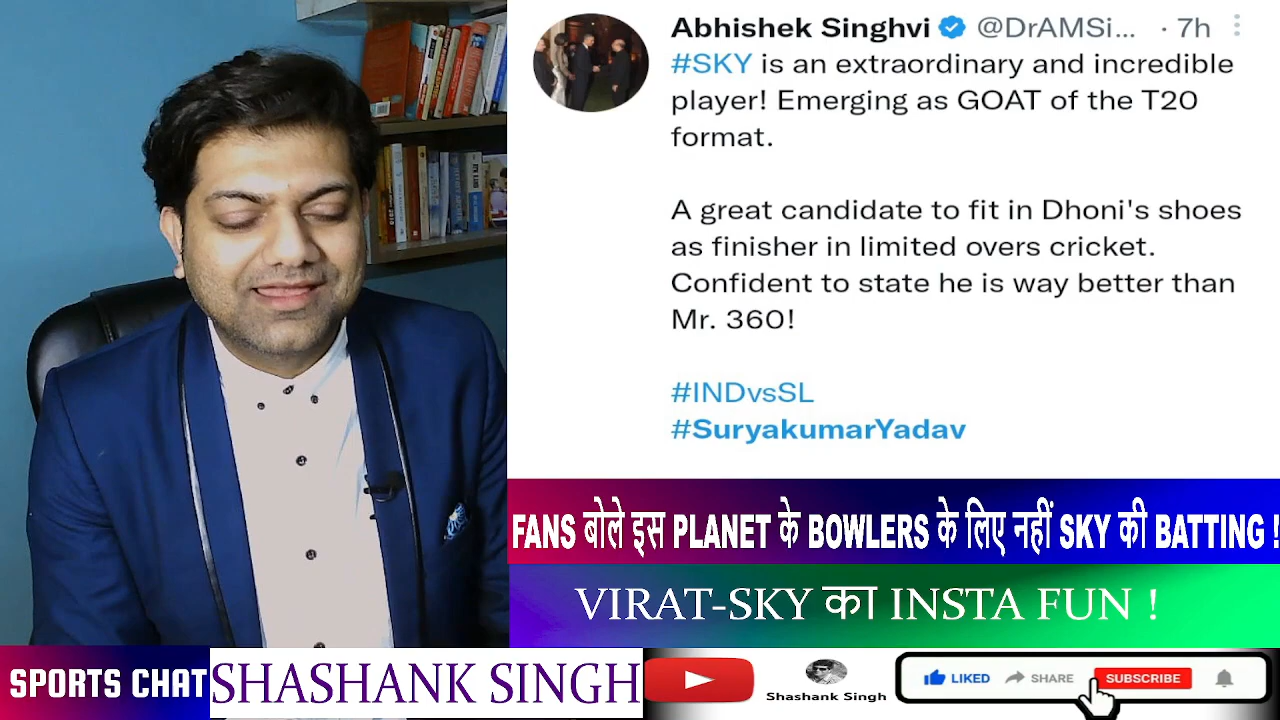 Abhishek Singhvi @DrAMSi... · 7h
#SKY is an extraordinary and incredible
player! Emerging as GOAT of the T20
format.
A great candidate to fit in Dhoni's shoes
as finisher in limited overs cricket.
Confident to state he is way better than
Mr. 360!
#INDvsSL
#SuryakumarYadav
FANS बोले इस PLANET के BOWLERS के लिए नहीं SKY की BATTING !
VIRAT-SKY का INSTA FUN !
SPORTS CHAT SHASHANK SINGH
Shashank Singh
LIKED SHARE SUBSCRIBE